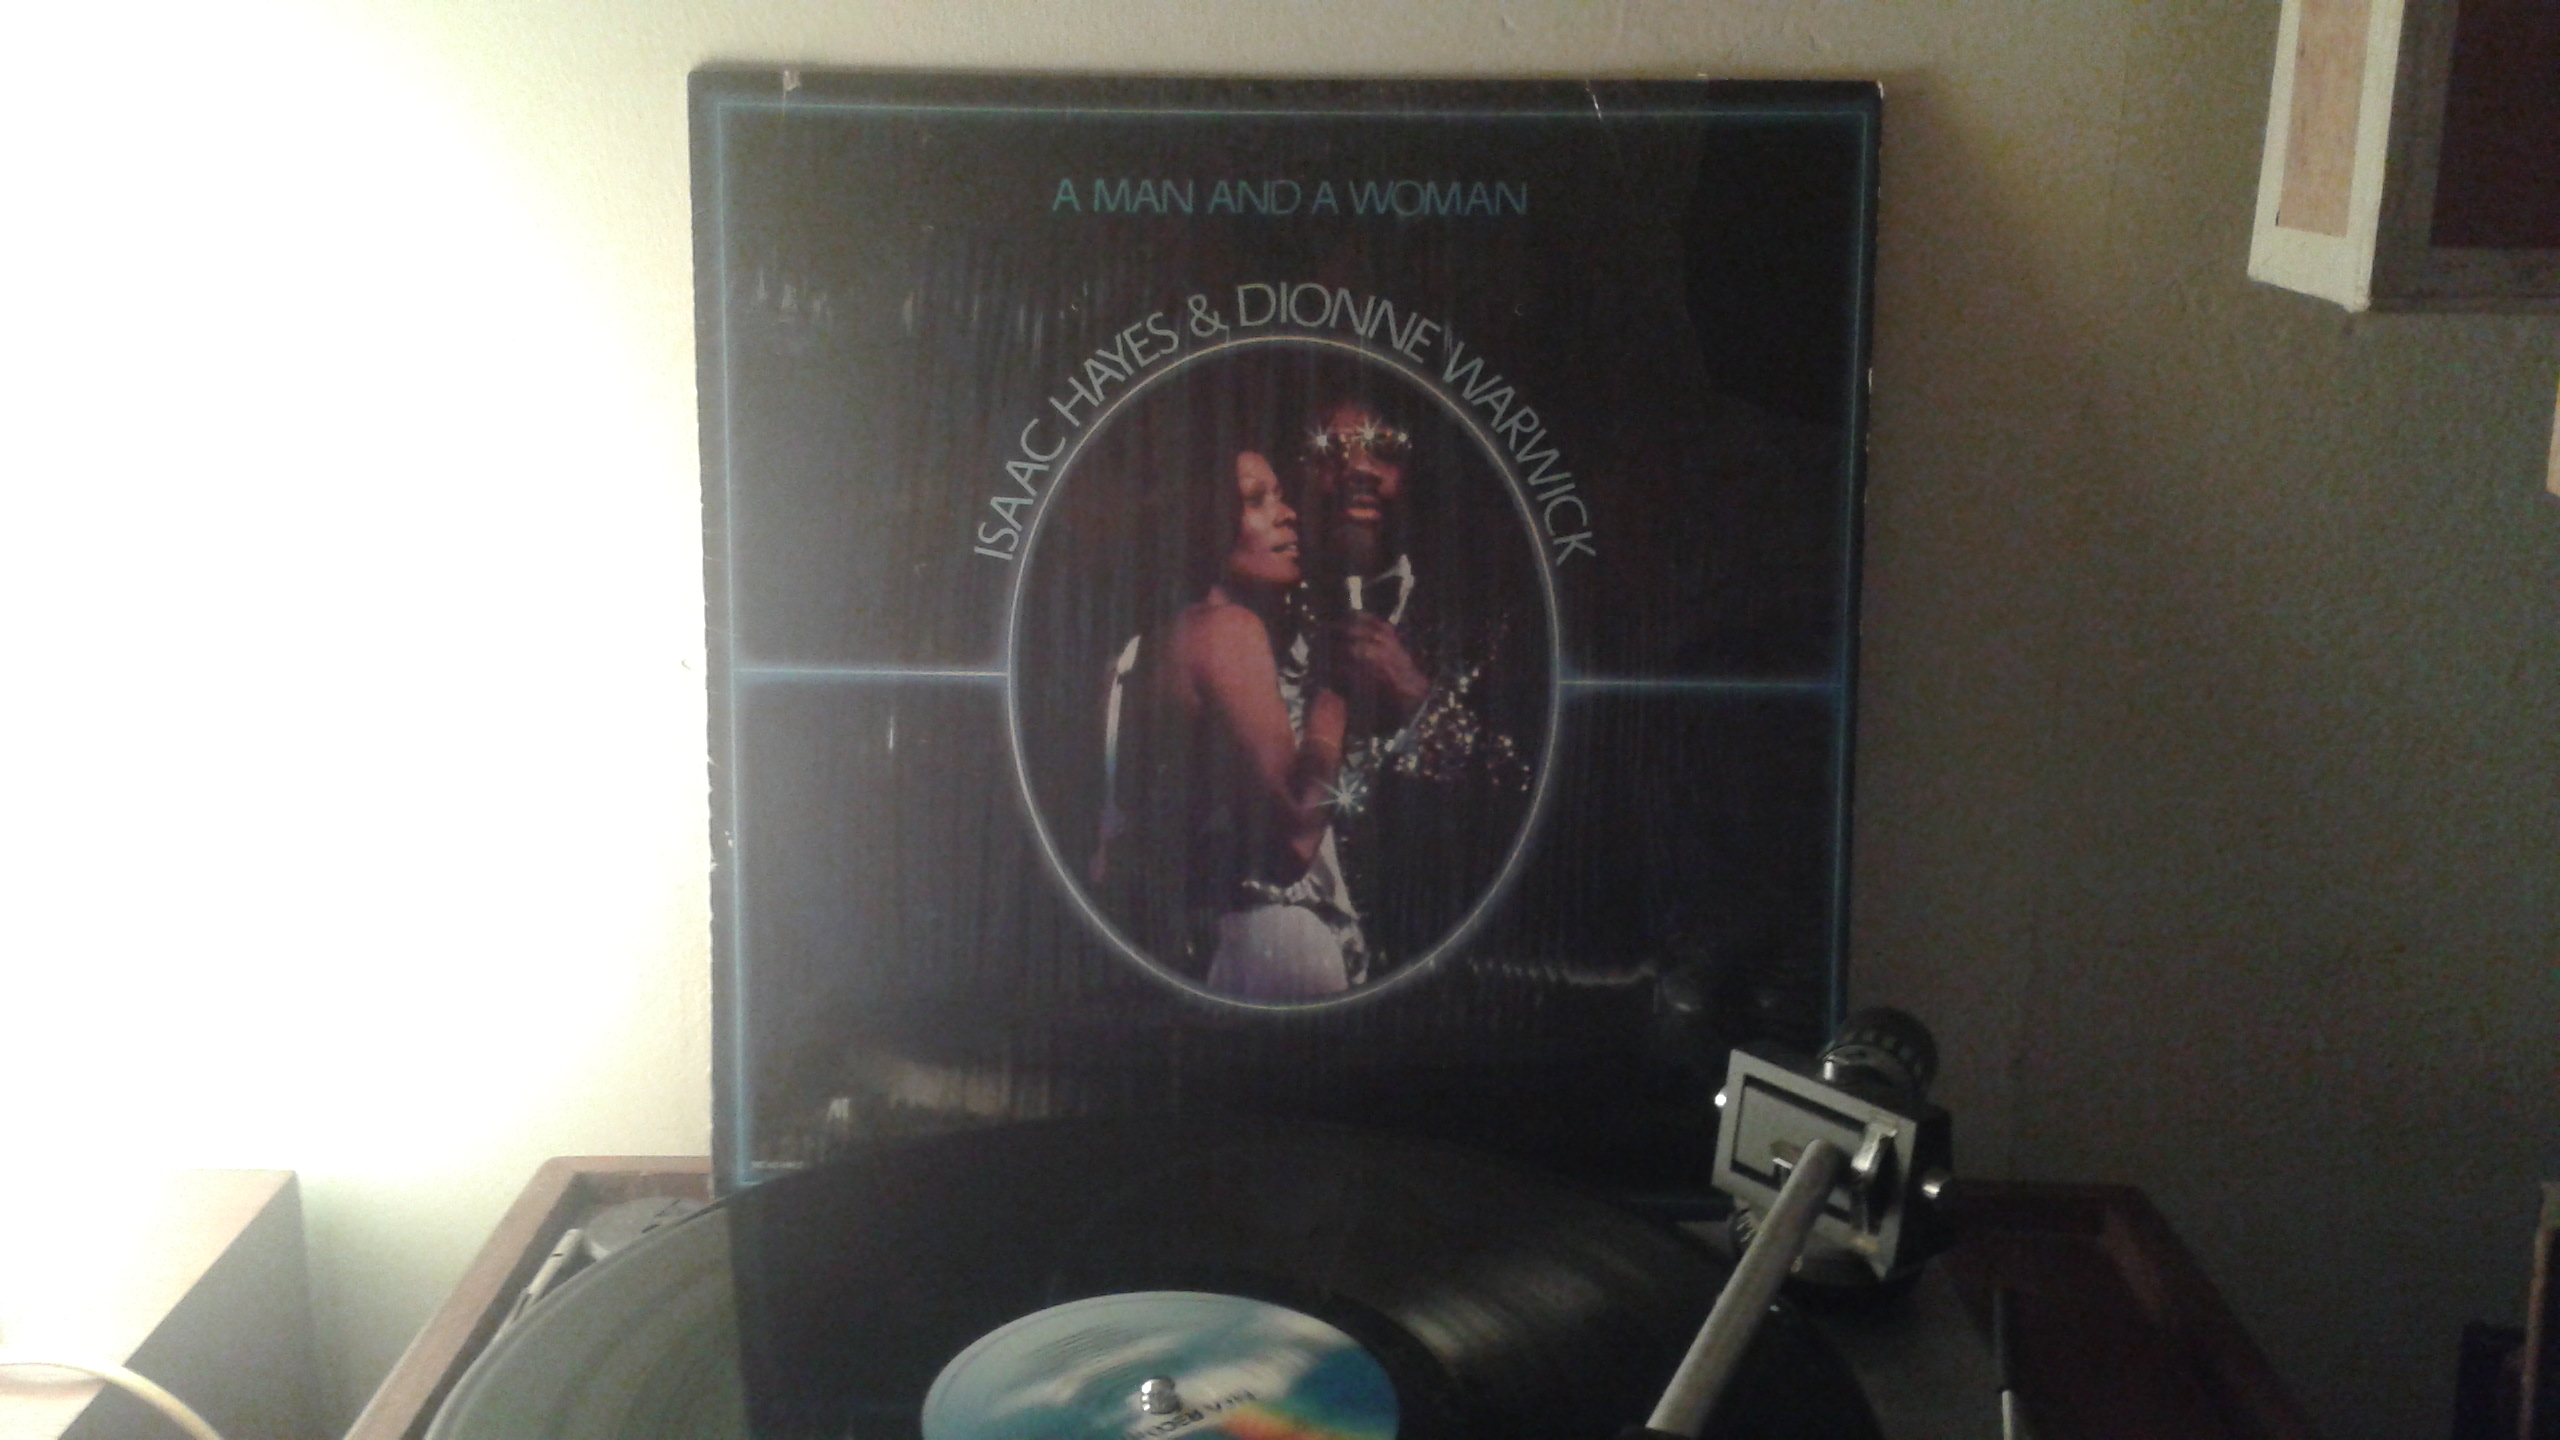 A MAN AND A WOMAN
ISAAC HAYES & DIONNE WARWICK